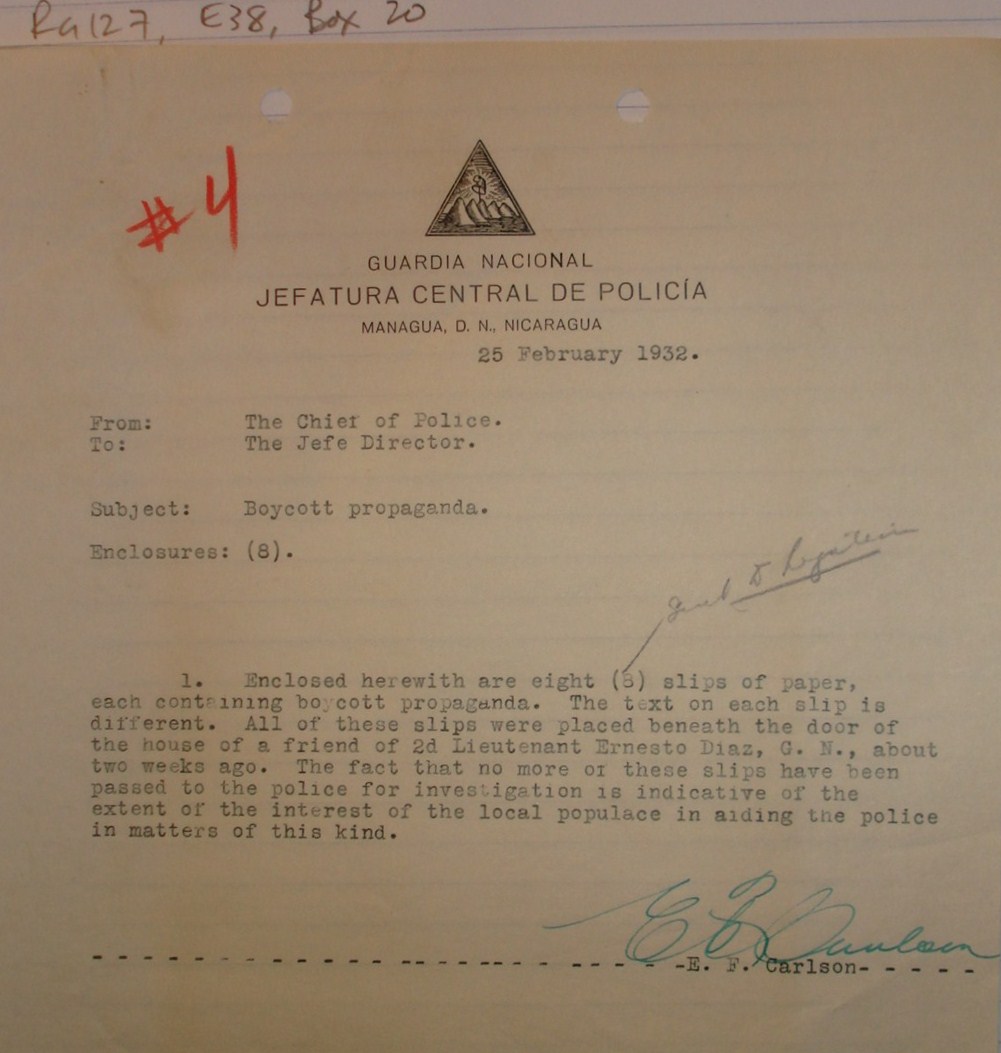 RG127, E38, Box 20
#4
GUARDIA NACIONAL
JEFATURA CENTRAL DE POLICÍA
MANAGUA, D. N., NICARAGUA
25 February 1932.
From: The Chief of Police.
To: The Jefe Director.
Subject: Boycott propaganda.
Enclosures: (8).
1. Enclosed herewith are eight (8) slips of paper,
each containing boycott propaganda. The text on each slip is
different. All of these slips were placed beneath the door of
the house of a friend of 2d Lieutenant Ernesto Diaz, G. N., about
two weeks ago. The fact that no more of these slips have been
passed to the police for investigation is indicative of the
extent of the interest of the local populace in aiding the police
in matters of this kind.
E F Carlson
-E. F. Carlson-